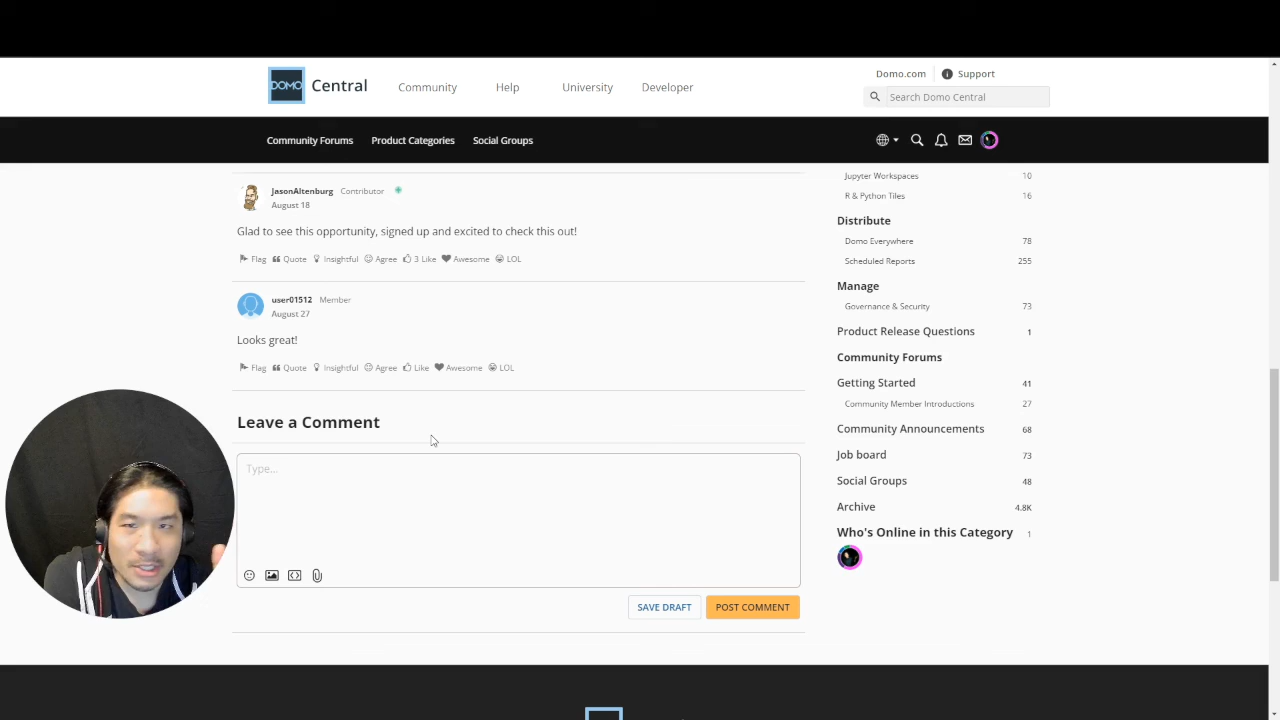 Domo.com
Support
DOMO Central
Community
Help
University
Developer
Search Domo Central
Community Forums
Product Categories
Social Groups
JasonAltenburg Contributor
August 18
Glad to see this opportunity, signed up and excited to check this out!
Flag Quote Insightful Agree 3 Like Awesome LOL
user01512 Member
August 27
Looks great!
Flag Quote Insightful Agree Like Awesome LOL
Leave a Comment
Type...
SAVE DRAFT
POST COMMENT
Jupyter Workspaces 10
R & Python Tiles 16
Distribute
Domo Everywhere 78
Scheduled Reports 255
Manage
Governance & Security 73
Product Release Questions 1
Community Forums
Getting Started 41
Community Member Introductions 27
Community Announcements 68
Job board 73
Social Groups 48
Archive 4.8K
Who's Online in this Category 1